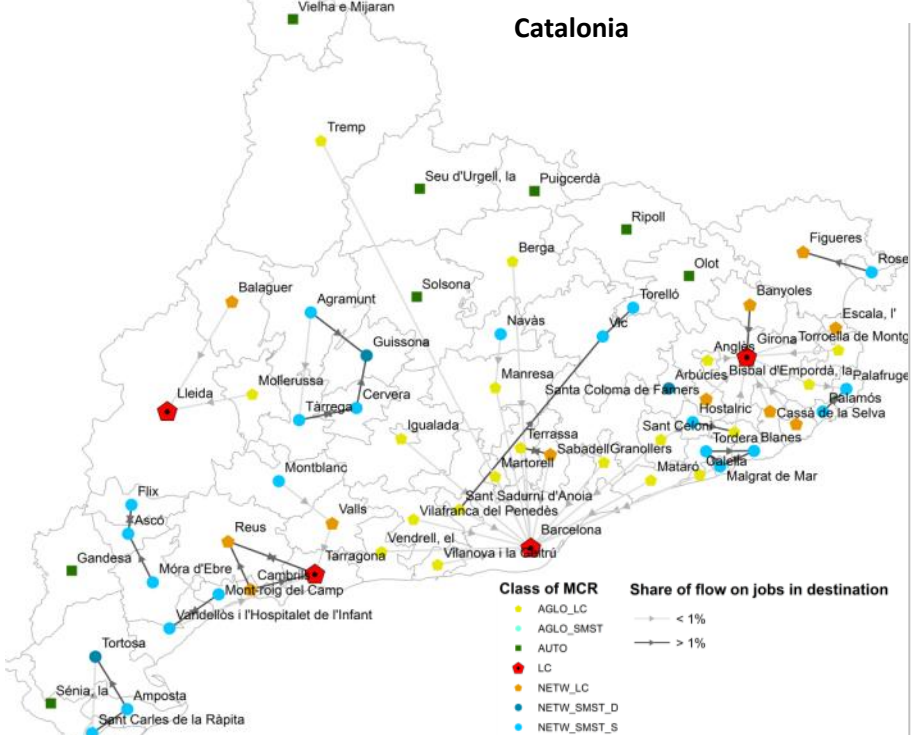 Vielha e Mijaran
Catalonia
Tremp
Seu d'Urgell, la
Puigcerdà
Ripoll
Berga
Figueres
Rose
Olot
Solsona
Balaguer
Agramunt
Torelló
Banyoles
Navàs
Vic
Escala, l'
Guissona
Girona
Torroella de Montg
Anglès
Manresa
Arbúcies
Bisbal d'Empordà, la
Palafruge
Lleida
Mollerussa
Santa Coloma de Farners
Cervera
Palamós
Tàrrega
Hostalric
Cassà de la Selva
Igualada
Terrassa
Sant Celoni
Sabadell
Granollers
Tordera
Blanes
Montblanc
Martorell
Mataró
Calella
Malgrat de Mar
Flix
Sant Sadurní d'Anoia
Valls
Vilafranca del Penedès
Ascó
Reus
Barcelona
Vendrell, el
Gandesa
Tarragona
Vilanova i la Geltrú
Móra d'Ebre
Cambrils
Mont-roig del Camp
Vandellòs i l'Hospitalet de l'Infant
Class of MCR
Share of flow on jobs in destination
AGLO_LC
< 1%
AGLO_SMST
AUTO
> 1%
LC
Tortosa
NETW_LC
Sénia, la
Amposta
NETW_SMST_D
Sant Carles de la Ràpita
NETW_SMST_S